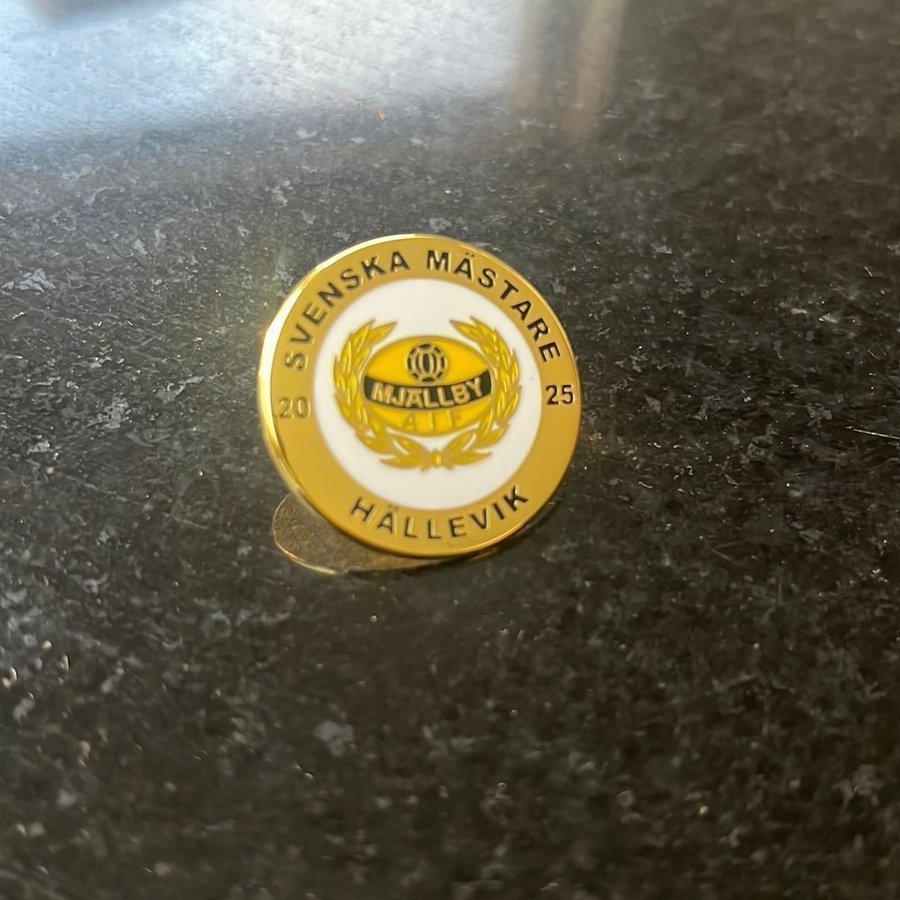 SVENSKA MÄSTARE
20 25
MJÄLLBY
AIF
HÄLLEVIK